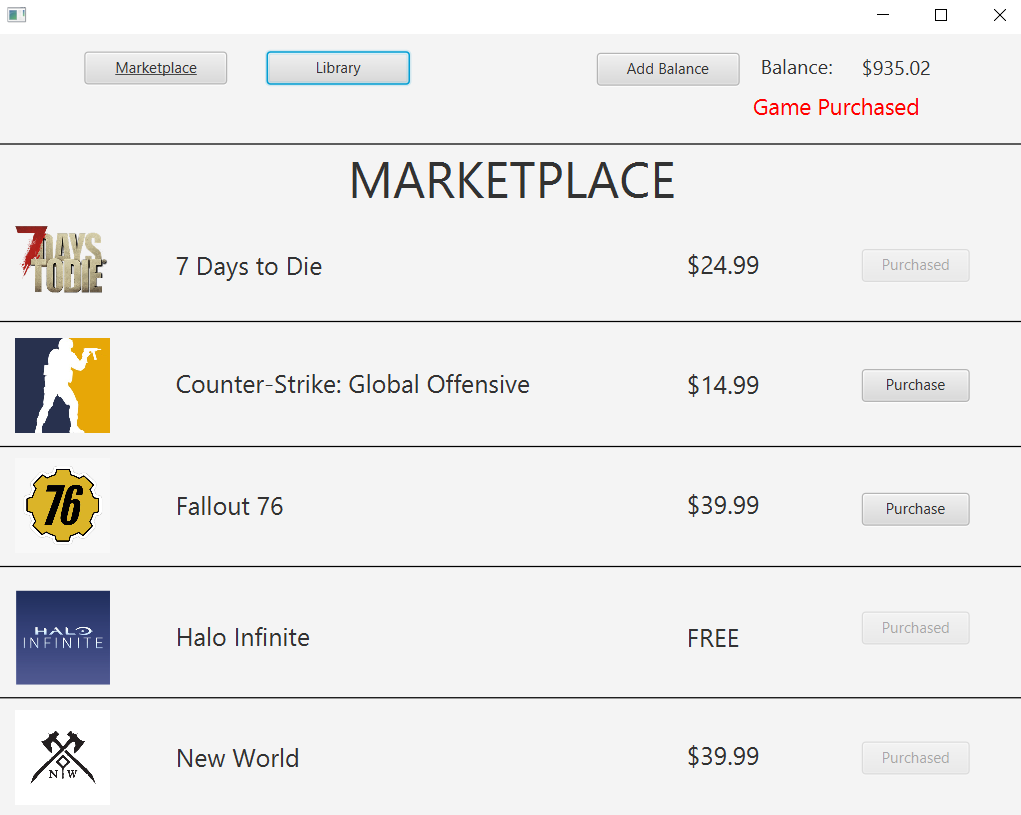 Marketplace
Library
Add Balance
Balance:
$935.02
Game Purchased
MARKETPLACE
7 DAYS TO DIE
7 Days to Die
$24.99
Purchased
Counter-Strike: Global Offensive
$14.99
Purchase
76
Fallout 76
$39.99
Purchase
HALO
INFINITE
Halo Infinite
FREE
Purchased
N W
New World
$39.99
Purchased